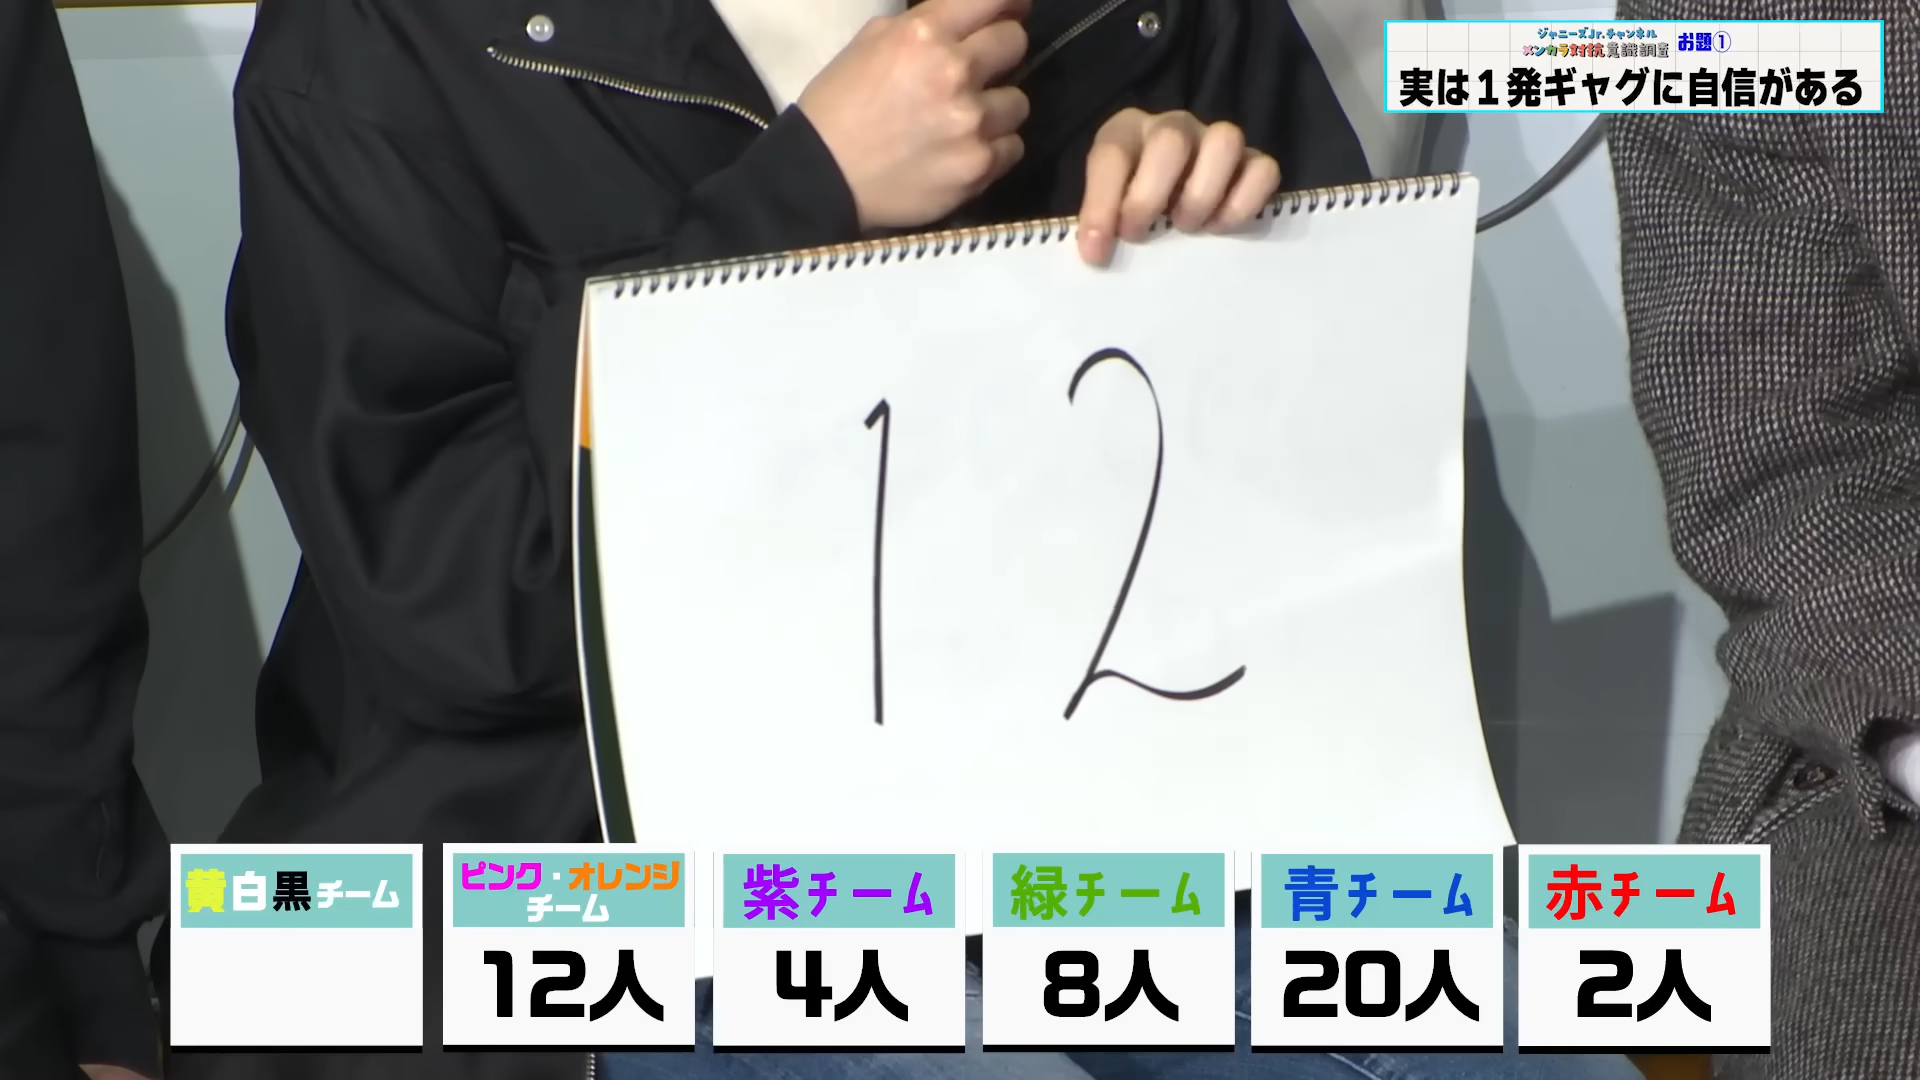 ジャニーズJr.チャンネル
メンカラ対抗意識調査 お題①
実は1発ギャグに自信がある
12
黄白黒チーム
ピンク・オレンジ
チーム
12人
紫チーム
4人
緑チーム
8人
青チーム
20人
赤チーム
2人